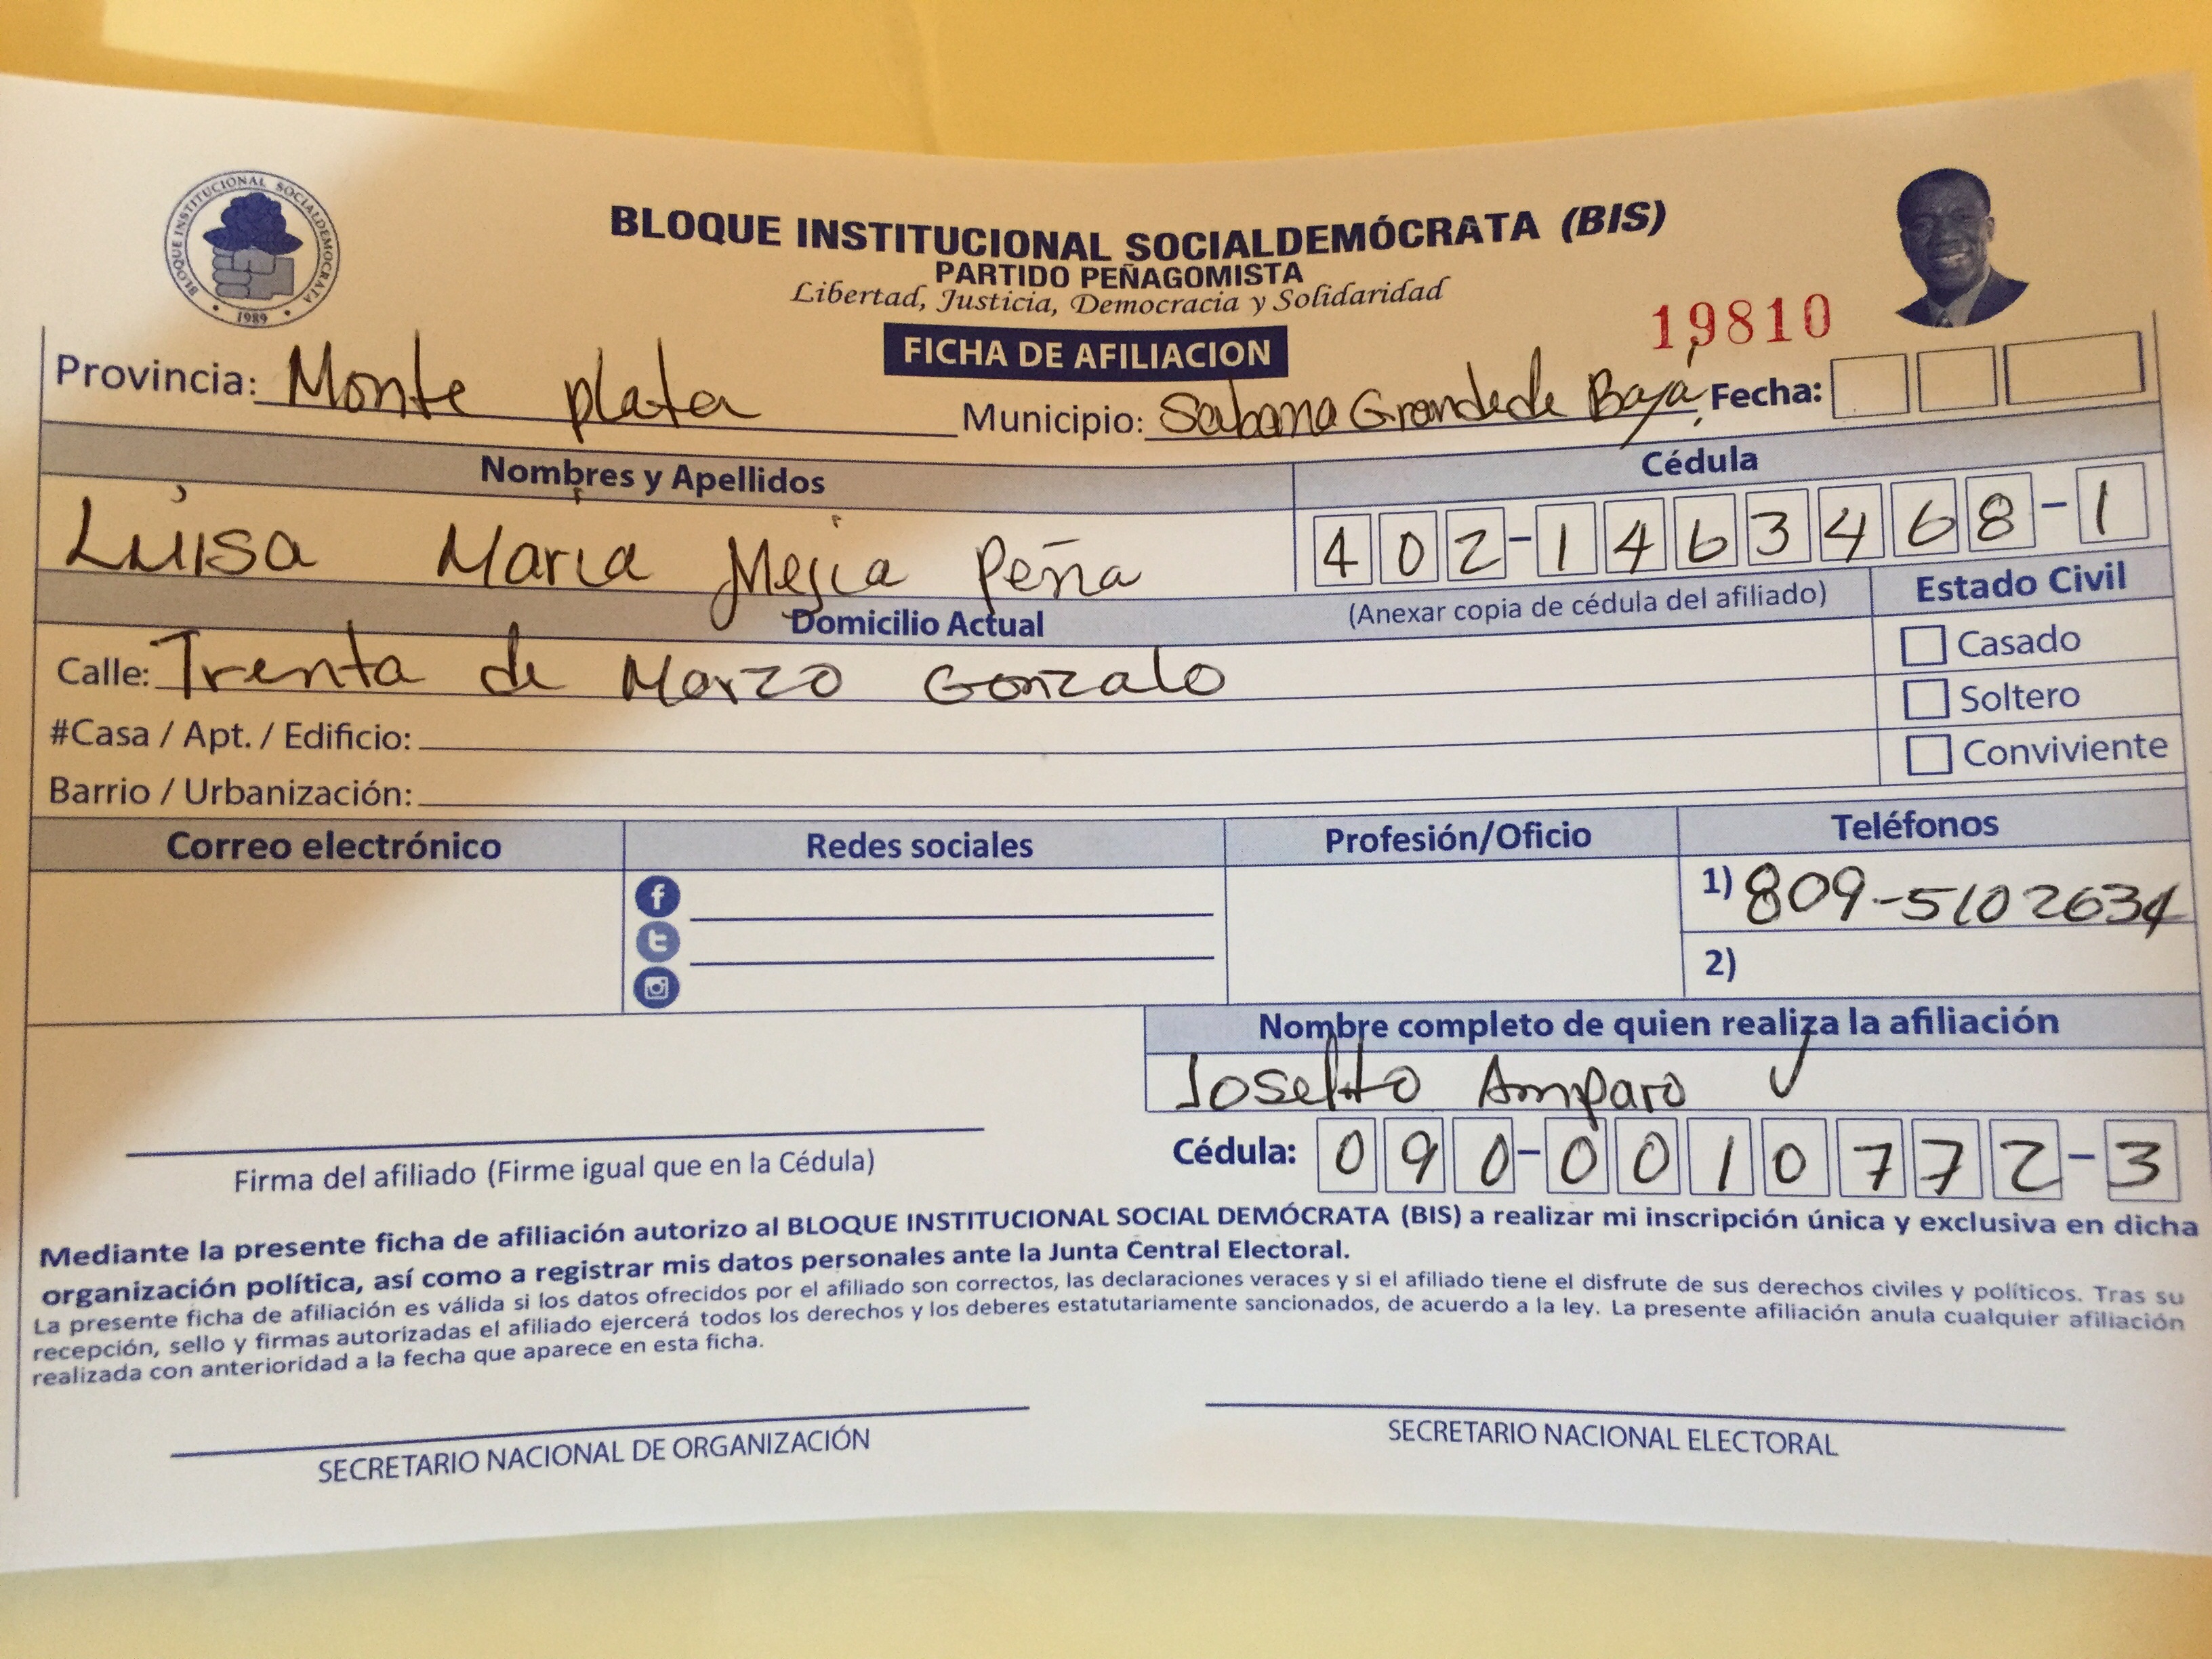 BLOQUE INSTITUCIONAL SOCIALDEMOCRATA
1989
BLOQUE INSTITUCIONAL SOCIALDEMÓCRATA (BIS)
PARTIDO PEÑAGOMISTA
Libertad, Justicia, Democracia y Solidaridad
19810
FICHA DE AFILIACION
Provincia: Monte plata Municipio: Sabana Grande de Boya Fecha:
Nombres y Apellidos Cédula
Luisa Maria Mejia Peña 402-1463468-1
Domicilio Actual (Anexar copia de cédula del afiliado) Estado Civil
Calle: Trenta de Marzo Gonzalo Casado
#Casa / Apt. / Edificio: Soltero
Barrio / Urbanización: Conviviente
Correo electrónico Redes sociales Profesión/Oficio Teléfonos
1) 809-5102634
2)
Nombre completo de quien realiza la afiliación
Joselito Amparo
Cédula: 090-0010772-3
Firma del afiliado (Firme igual que en la Cédula)
Mediante la presente ficha de afiliación autorizo al BLOQUE INSTITUCIONAL SOCIAL DEMÓCRATA (BIS) a realizar mi inscripción única y exclusiva en dicha
organización política, así como a registrar mis datos personales ante la Junta Central Electoral.
La presente ficha de afiliación es válida si los datos ofrecidos por el afiliado son correctos, las declaraciones veraces y si el afiliado tiene el disfrute de sus derechos civiles y políticos. Tras su
recepción, sello y firmas autorizadas el afiliado ejercerá todos los derechos y los deberes estatutariamente sancionados, de acuerdo a la ley. La presente afiliación anula cualquier afiliación
realizada con anterioridad a la fecha que aparece en esta ficha.
SECRETARIO NACIONAL DE ORGANIZACIÓN SECRETARIO NACIONAL ELECTORAL